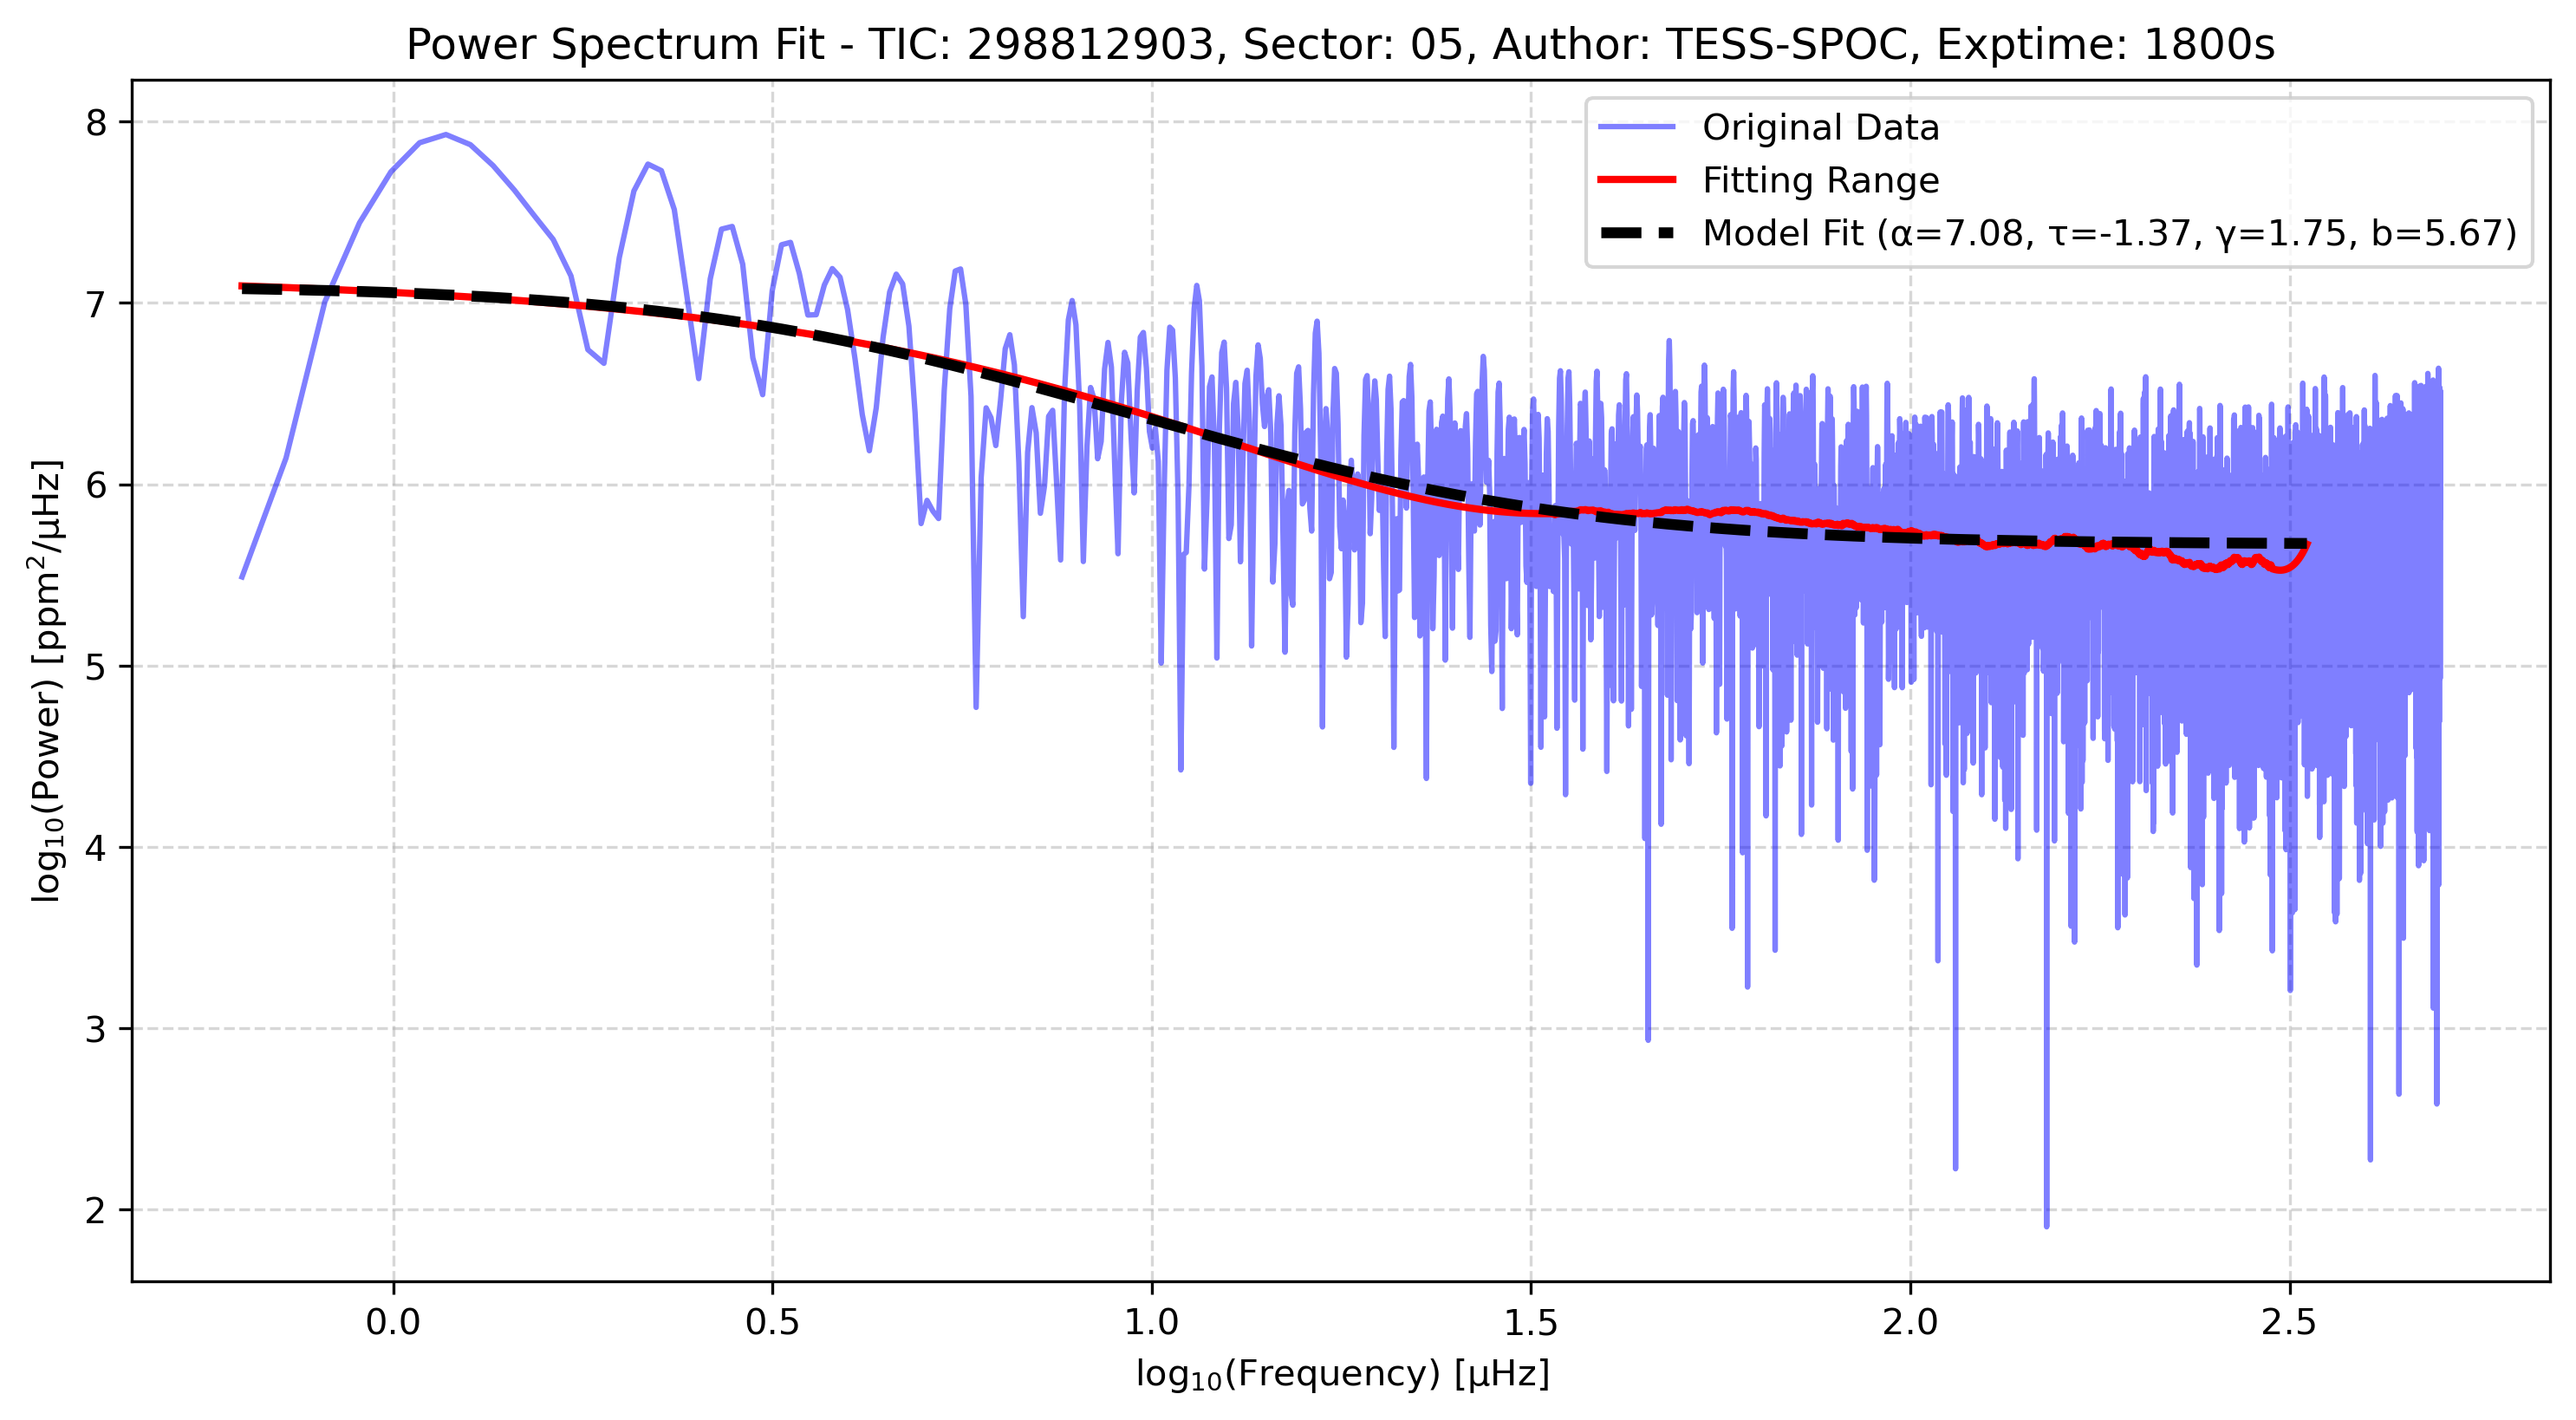 Power Spectrum Fit - TIC: 298812903, Sector: 05, Author: TESS-SPOC, Exptime: 1800s
Original Data
Fitting Range
Model Fit (α=7.08, τ=-1.37, γ=1.75, b=5.67)
log₁₀(Power) [ppm²/μHz]
8
7
6
5
4
3
2
0.0 0.5 1.0 1.5 2.0 2.5
log₁₀(Frequency) [μHz]